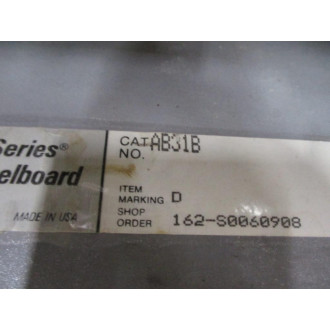 Series®
elboard
MADE IN USA
CAT. AB31B
NO.
ITEM
MARKING D
SHOP
ORDER 162-S0060908